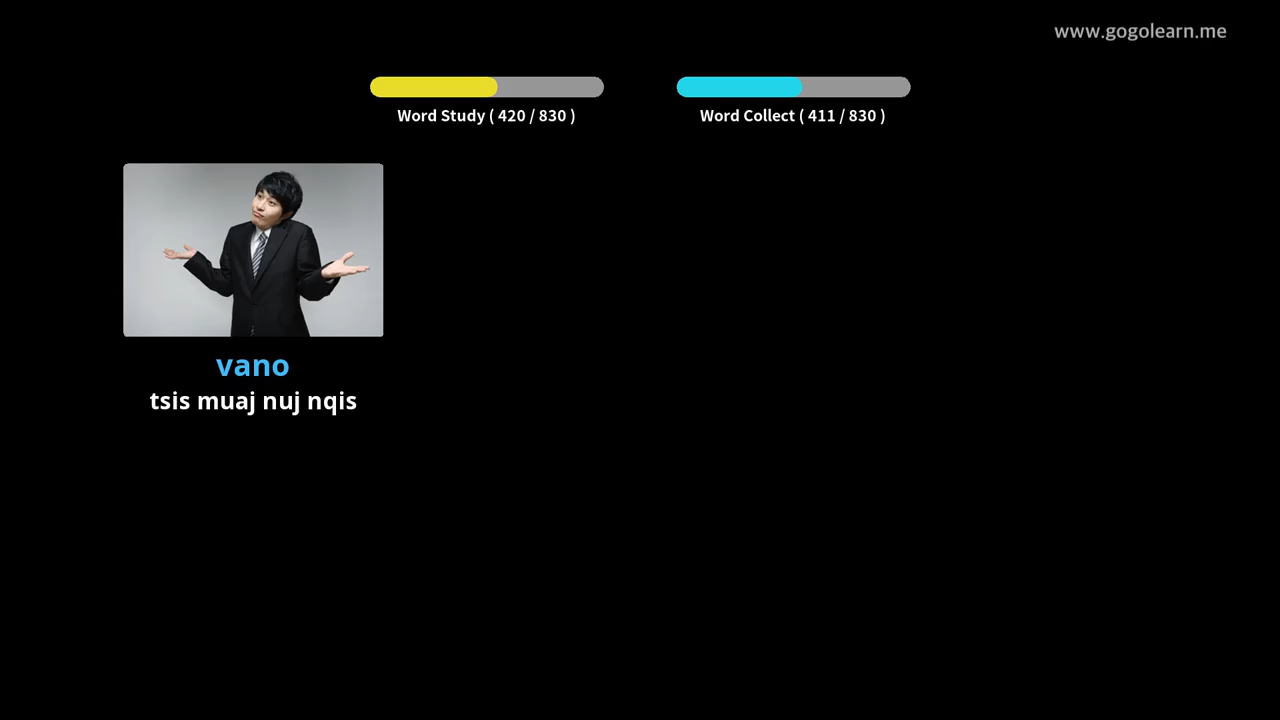 www.gogolearn.me
Word Study ( 420 / 830 )
Word Collect ( 411 / 830 )
vano
tsis muaj nuj nqis